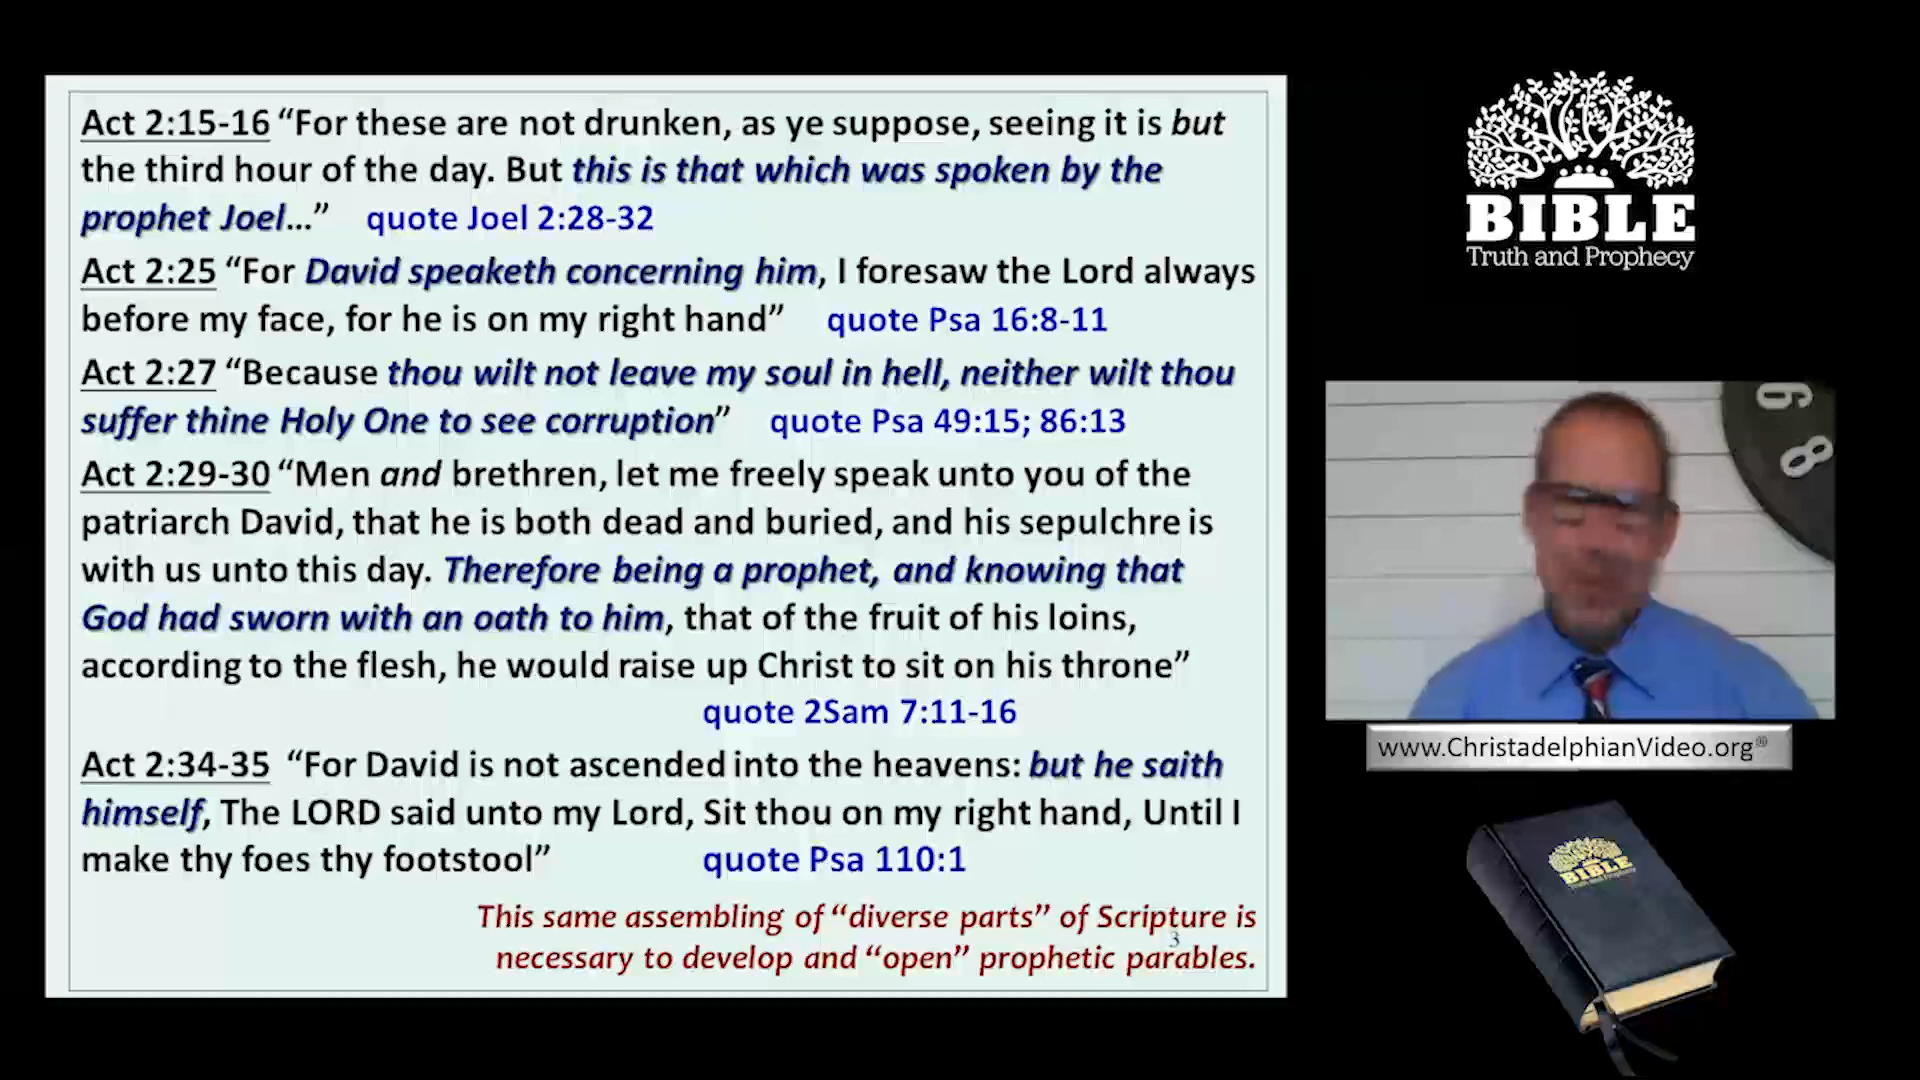 Act 2:15-16 “For these are not drunken, as ye suppose, seeing it is but
the third hour of the day. But this is that which was spoken by the
prophet Joel…” quote Joel 2:28-32
Act 2:25 “For David speaketh concerning him, I foresaw the Lord always
before my face, for he is on my right hand” quote Psa 16:8-11
Act 2:27 “Because thou wilt not leave my soul in hell, neither wilt thou
suffer thine Holy One to see corruption” quote Psa 49:15; 86:13
Act 2:29-30 “Men and brethren, let me freely speak unto you of the
patriarch David, that he is both dead and buried, and his sepulchre is
with us unto this day. Therefore being a prophet, and knowing that
God had sworn with an oath to him, that of the fruit of his loins,
according to the flesh, he would raise up Christ to sit on his throne”
quote 2Sam 7:11-16
Act 2:34-35 “For David is not ascended into the heavens: but he saith
himself, The LORD said unto my Lord, Sit thou on my right hand, Until I
make thy foes thy footstool” quote Psa 110:1
This same assembling of “diverse parts” of Scripture is
necessary to develop and “open” prophetic parables.
3
BIBLE
Truth and Prophecy
6
8
www.ChristadelphianVideo.org®
BIBLE
Truth and Prophecy